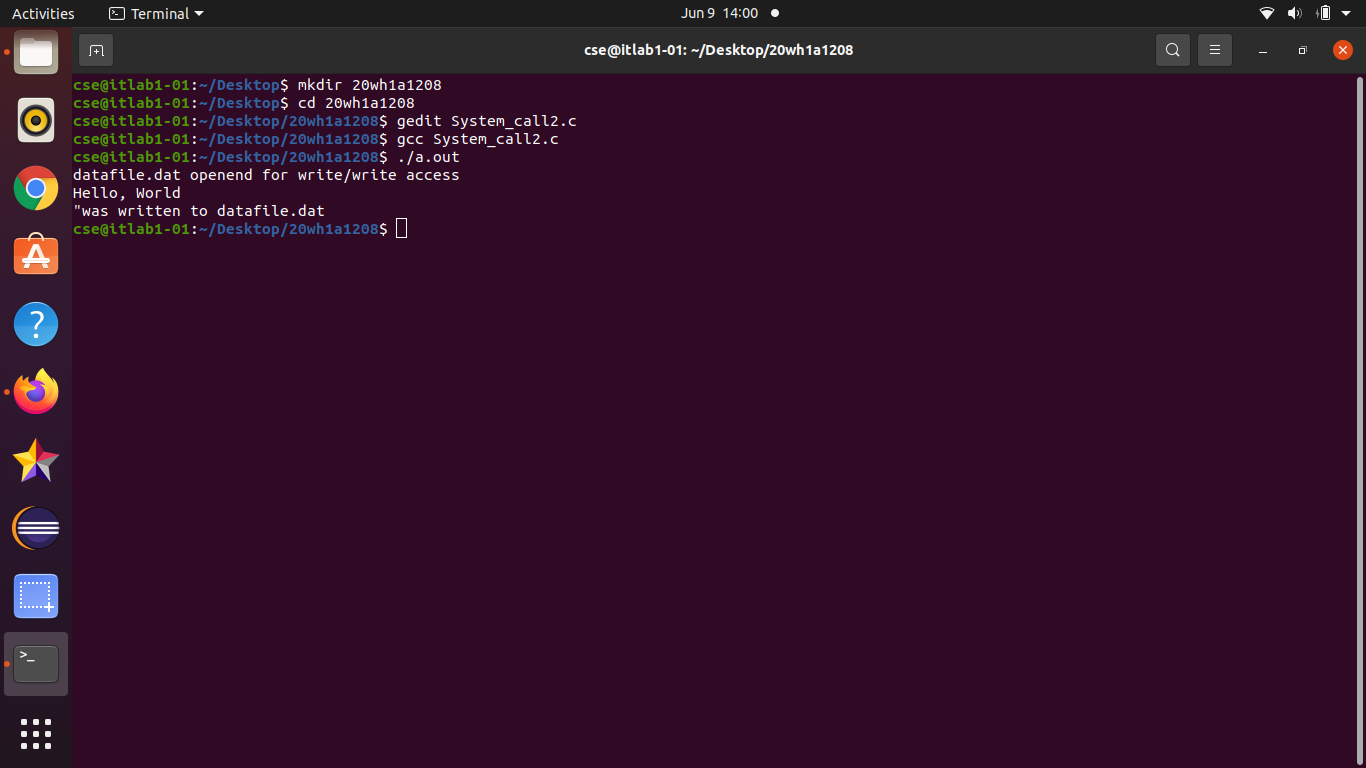 Activities Terminal Jun 9 14:00
cse@itlab1-01: ~/Desktop/20wh1a1208
cse@itlab1-01:~/Desktop$ mkdir 20wh1a1208
cse@itlab1-01:~/Desktop$ cd 20wh1a1208
cse@itlab1-01:~/Desktop/20wh1a1208$ gedit System_call2.c
cse@itlab1-01:~/Desktop/20wh1a1208$ gcc System_call2.c
cse@itlab1-01:~/Desktop/20wh1a1208$ ./a.out
datafile.dat openend for write/write access
Hello, World
"was written to datafile.dat
cse@itlab1-01:~/Desktop/20wh1a1208$